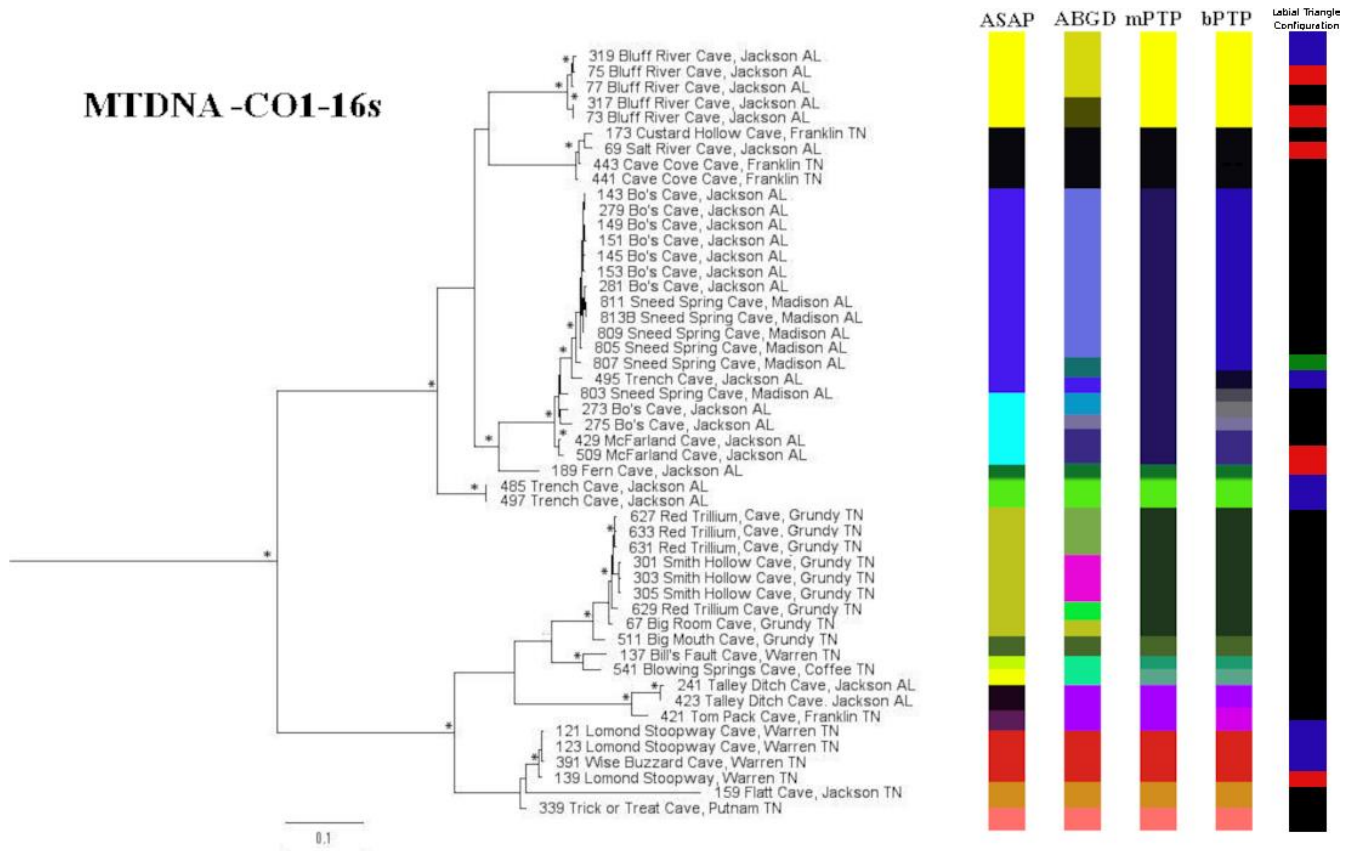 ASAP ABGD mPTP bPTP Labial Triangle
Configuration
MTDNA -CO1-16s
319 Bluff River Cave, Jackson AL
75 Bluff River Cave, Jackson AL
77 Bluff River Cave, Jackson AL
317 Bluff River Cave, Jackson AL
73 Bluff River Cave, Jackson AL
173 Custard Hollow Cave, Franklin TN
69 Salt River Cave, Jackson AL
443 Cave Cove Cave, Franklin TN
441 Cave Cove Cave, Franklin TN
143 Bo's Cave, Jackson AL
279 Bo's Cave, Jackson AL
149 Bo's Cave, Jackson AL
151 Bo's Cave, Jackson AL
145 Bo's Cave, Jackson AL
153 Bo's Cave, Jackson AL
281 Bo's Cave, Jackson AL
811 Sneed Spring Cave, Madison AL
813B Sneed Spring Cave, Madison AL
809 Sneed Spring Cave, Madison AL
805 Sneed Spring Cave, Madison AL
807 Sneed Spring Cave, Madison AL
495 Trench Cave, Jackson AL
803 Sneed Spring Cave, Madison AL
273 Bo's Cave, Jackson AL
275 Bo's Cave, Jackson AL
429 McFarland Cave, Jackson AL
509 McFarland Cave, Jackson AL
189 Fern Cave, Jackson AL
485 Trench Cave, Jackson AL
497 Trench Cave, Jackson AL
627 Red Trillium, Cave, Grundy TN
633 Red Trillium, Cave, Grundy TN
631 Red Trillium, Cave, Grundy TN
301 Smith Hollow Cave, Grundy TN
303 Smith Hollow Cave, Grundy TN
305 Smith Hollow Cave, Grundy TN
629 Red Trillium Cave, Grundy TN
67 Big Room Cave, Grundy TN
511 Big Mouth Cave, Grundy TN
137 Bill's Fault Cave, Warren TN
541 Blowing Springs Cave, Coffee TN
241 Talley Ditch Cave, Jackson AL
423 Talley Ditch Cave. Jackson AL
421 Tom Pack Cave, Franklin TN
121 Lomond Stoopway Cave, Warren TN
123 Lomond Stoopway Cave, Warren TN
391 Wise Buzzard Cave, Warren TN
139 Lomond Stoopway, Warren TN
159 Flatt Cave, Jackson TN
339 Trick or Treat Cave, Putnam TN
0.1